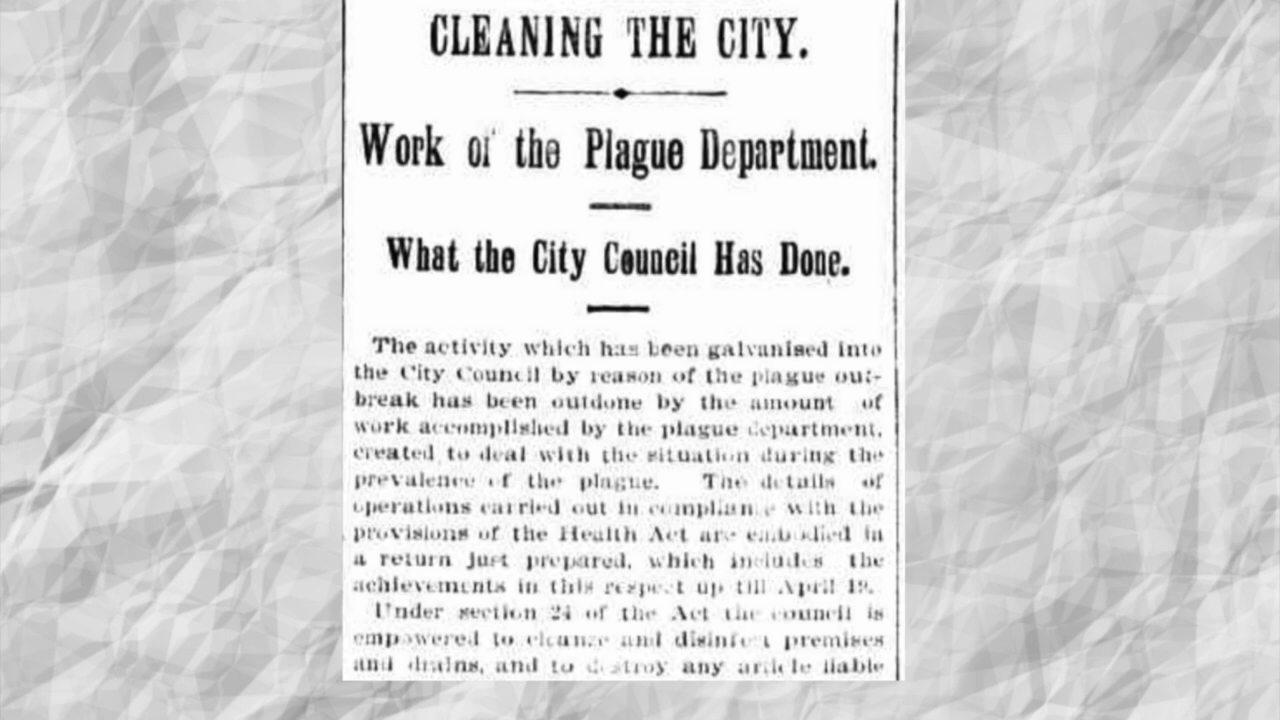 CLEANING THE CITY.
Work of the Plague Department.
What the City Council Has Done.
The activity which has been galvanised into
the City Council by reason of the plague out-
break has been outdone by the amount of
work accomplished by the plague department,
created to deal with the situation during the
prevalence of the plague. The details of
operations carried out in compliance with the
provisions of the Health Act are embodied in
a return just prepared, which includes the
achievements in this respect up till April 19.
Under section 24 of the Act the council is
empowered to cleanse and disinfect premises
and drains, and to destroy any article liable